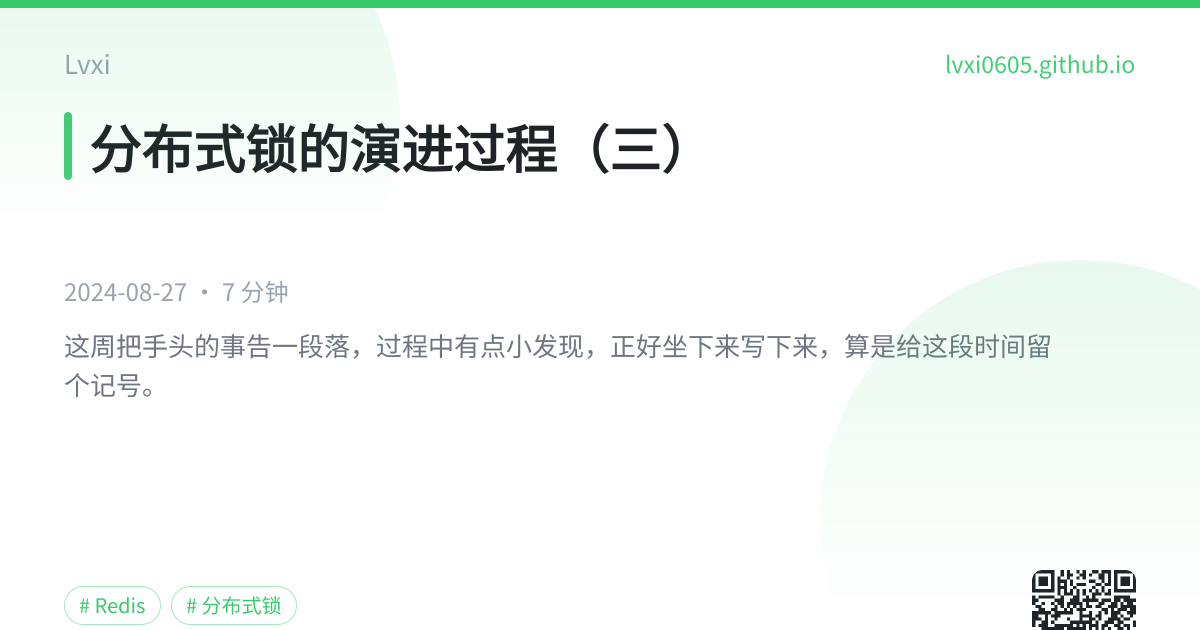 Lvxi
lvxi0605.github.io
分布式锁的演进过程（三）
2024-08-27 · 7 分钟
这周把手头的事告一段落，过程中有点小发现，正好坐下来写下来，算是给这段时间留
个记号。
# Redis
# 分布式锁